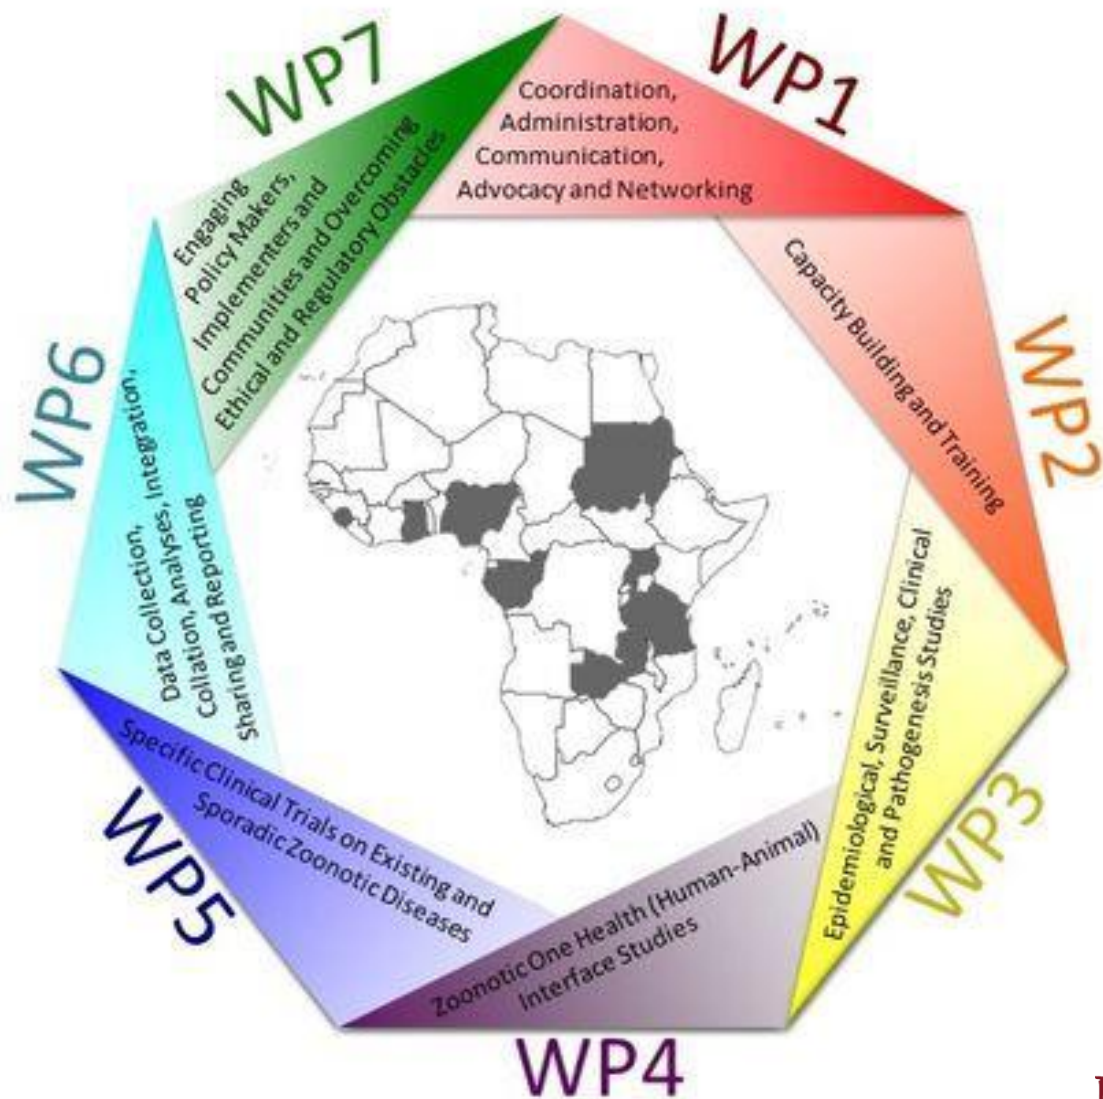 WP1
Coordination,
Administration,
Communication,
Advocacy and Networking
WP2
Capacity Building and Training
WP3
Epidemiological, Surveillance, Clinical
and Pathogenesis Studies
WP4
Zoonotic One Health (Human-Animal)
Interface Studies
WP5
Specific Clinical Trials on Existing and
Sporadic Zoonotic Diseases
WP6
Data Collection,
Collation, Analyses, Integration,
Sharing and Reporting
WP7
Engaging
Policy Makers,
Implementers and
Communities and Overcoming
Ethical and Regulatory Obstacles